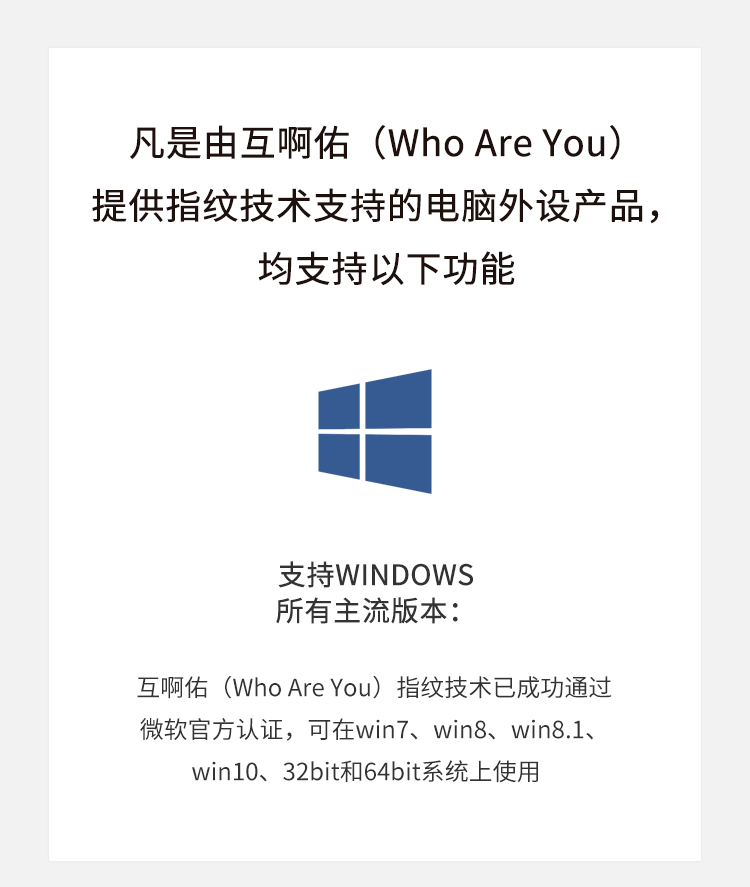 凡是由互啊佑（Who Are You）
提供指纹技术支持的电脑外设产品，
均支持以下功能
支持WINDOWS
所有主流版本：
互啊佑（Who Are You）指纹技术已成功通过
微软官方认证，可在win7、win8、win8.1、
win10、32bit和64bit系统上使用